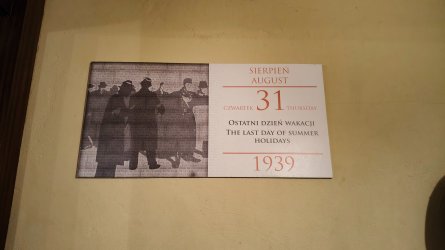 SIERPIEŃ
AUGUST
CZWARTEK 31 THURSDAY
OSTATNI DZIEŃ WAKACJI
THE LAST DAY OF SUMMER
HOLIDAYS
1939